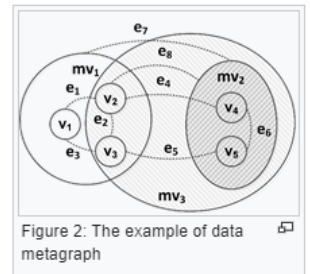 e₇
e₈
mv₁
e₄
mv₂
e₁
v₂
v₄
v₁
e₂
e₆
e₃
v₃
e₅
v₅
mv₃
Figure 2: The example of data
metagraph